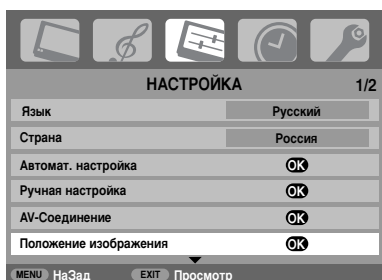 НАСТРОЙКА 1/2
Язык Русский
Страна Россия
Автомат. настройка OK
Ручная настройка OK
AV-Соединение OK
Положение изображения OK
MENU НаЗад EXIT Просмотр